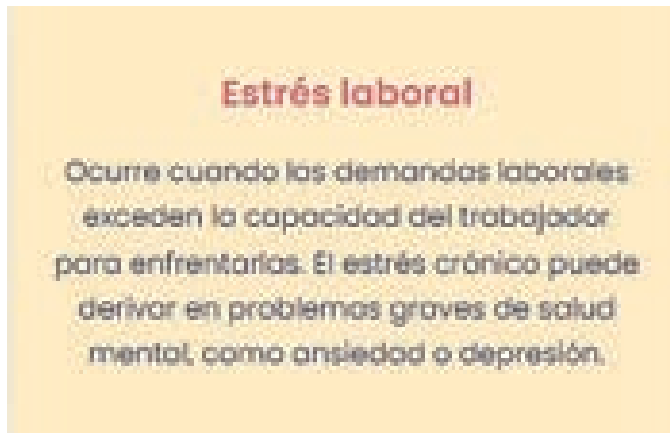 Estrés laboral
Ocurre cuando las demandas laborales
exceden la capacidad del trabajador
para enfrentarlas. El estrés crónico puede
derivar en problemas graves de salud
mental, como ansiedad o depresión.